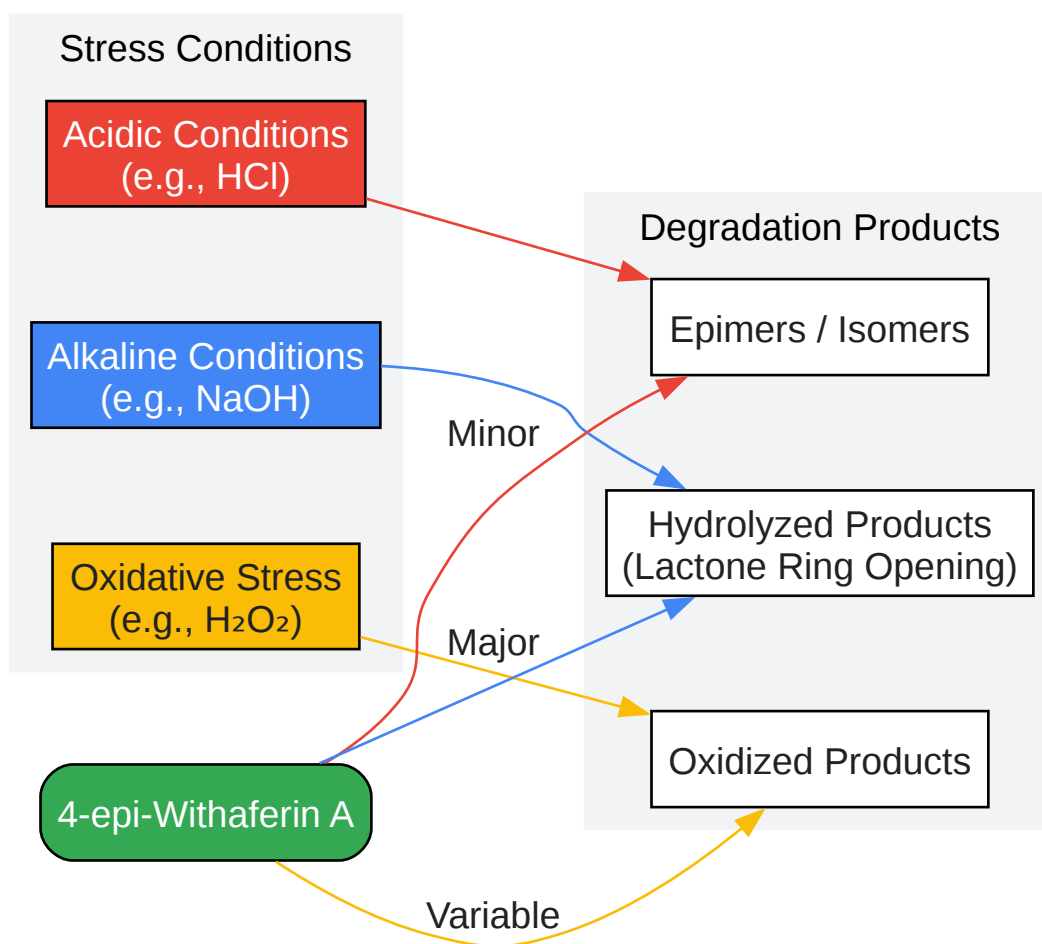 Stress Conditions
Acidic Conditions
(e.g., HCl)
Alkaline Conditions
(e.g., NaOH)
Oxidative Stress
(e.g., H₂O₂)
4-epi-Withaferin A
Minor
Major
Variable
Degradation Products
Epimers / Isomers
Hydrolyzed Products
(Lactone Ring Opening)
Oxidized Products